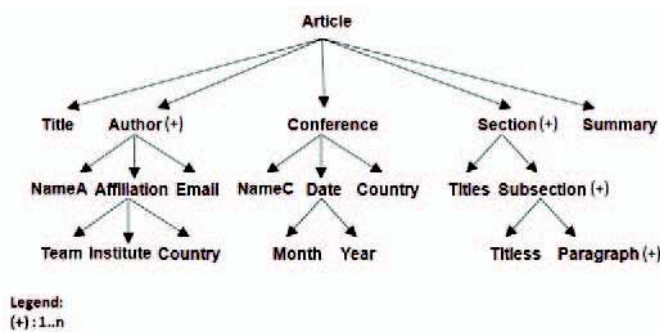 Article
Title Author (+) Conference Section (+) Summary
NameA Affiliation Email NameC Date Country Titles Subsection (+)
Team Institute Country Month Year Titless Paragraph (+)
Legend:
(+) : 1..n